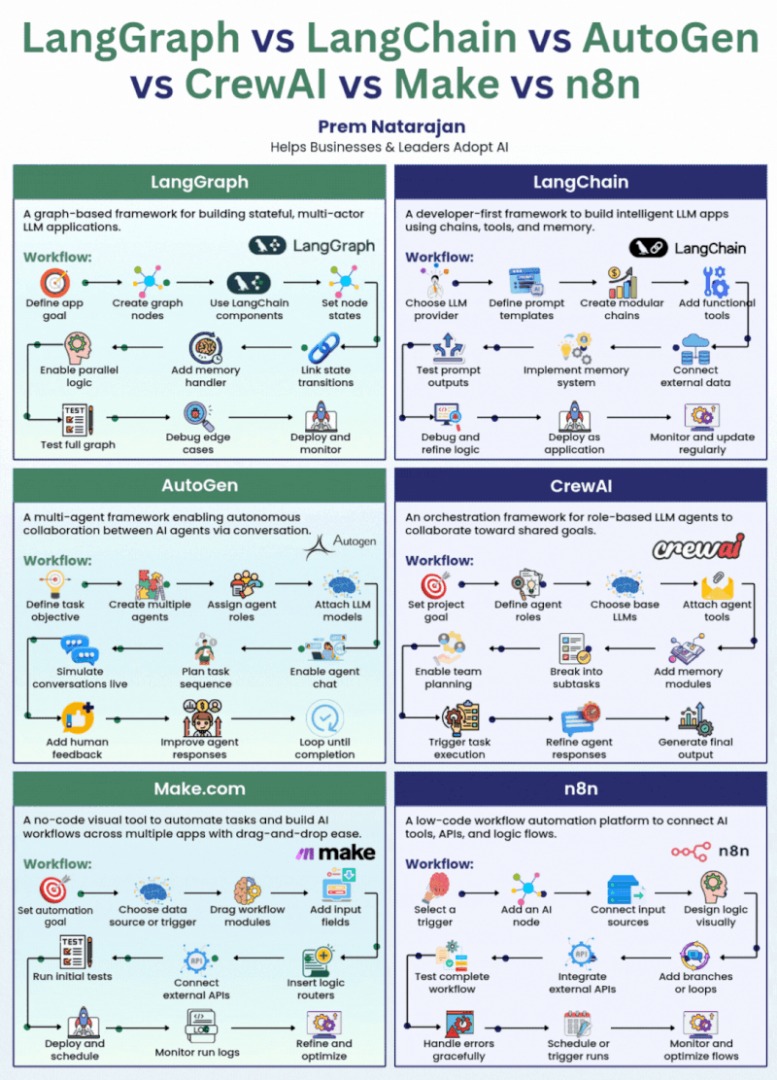 LangGraph vs LangChain vs AutoGen
vs CrewAI vs Make vs n8n
Prem Natarajan
Helps Businesses & Leaders Adopt AI
LangGraph
A graph-based framework for building stateful, multi-actor
LLM applications.
LangGraph
Workflow:
Define app
goal
Create graph
nodes
Use LangChain
components
Set node
states
Enable parallel
logic
Add memory
handler
Link state
transitions
TEST
Test full graph
Debug edge
cases
Deploy and
monitor
LangChain
A developer-first framework to build intelligent LLM apps
using chains, tools, and memory.
LangChain
Workflow:
Choose LLM
provider
Define prompt
templates
Create modular
chains
Add functional
tools
Test prompt
outputs
Implement memory
system
Connect
external data
Debug and
refine logic
Deploy as
application
Monitor and update
regularly
AutoGen
A multi-agent framework enabling autonomous
collaboration between AI agents via conversation.
Autogen
Workflow:
Define task
objective
Create multiple
agents
Assign agent
roles
Attach LLM
models
Simulate
conversations live
Plan task
sequence
Enable agent
chat
Add human
feedback
Improve agent
responses
Loop until
completion
CrewAI
An orchestration framework for role-based LLM agents to
collaborate toward shared goals.
crewai
Workflow:
Set project
goal
Define agent
roles
Choose base
LLMs
Attach agent
tools
Enable team
planning
Break into
subtasks
Add memory
modules
Trigger task
execution
Refine agent
responses
Generate final
output
Make.com
A no-code visual tool to automate tasks and build AI
workflows across multiple apps with drag-and-drop ease.
make
Workflow:
Set automation
goal
Choose data
source or trigger
Drag workflow
modules
Add input
fields
TEST
Run initial tests
API
Connect
external APIs
Insert logic
routers
Deploy and
schedule
LOG
Monitor run logs
Refine and
optimize
n8n
A low-code workflow automation platform to connect AI
tools, APIs, and logic flows.
n8n
Workflow:
Select a
trigger
Add an AI
node
Connect input
sources
Design logic
visually
Test complete
workflow
API
Integrate
external APIs
Add branches
or loops
Handle errors
gracefully
Schedule or
trigger runs
Monitor and
optimize flows